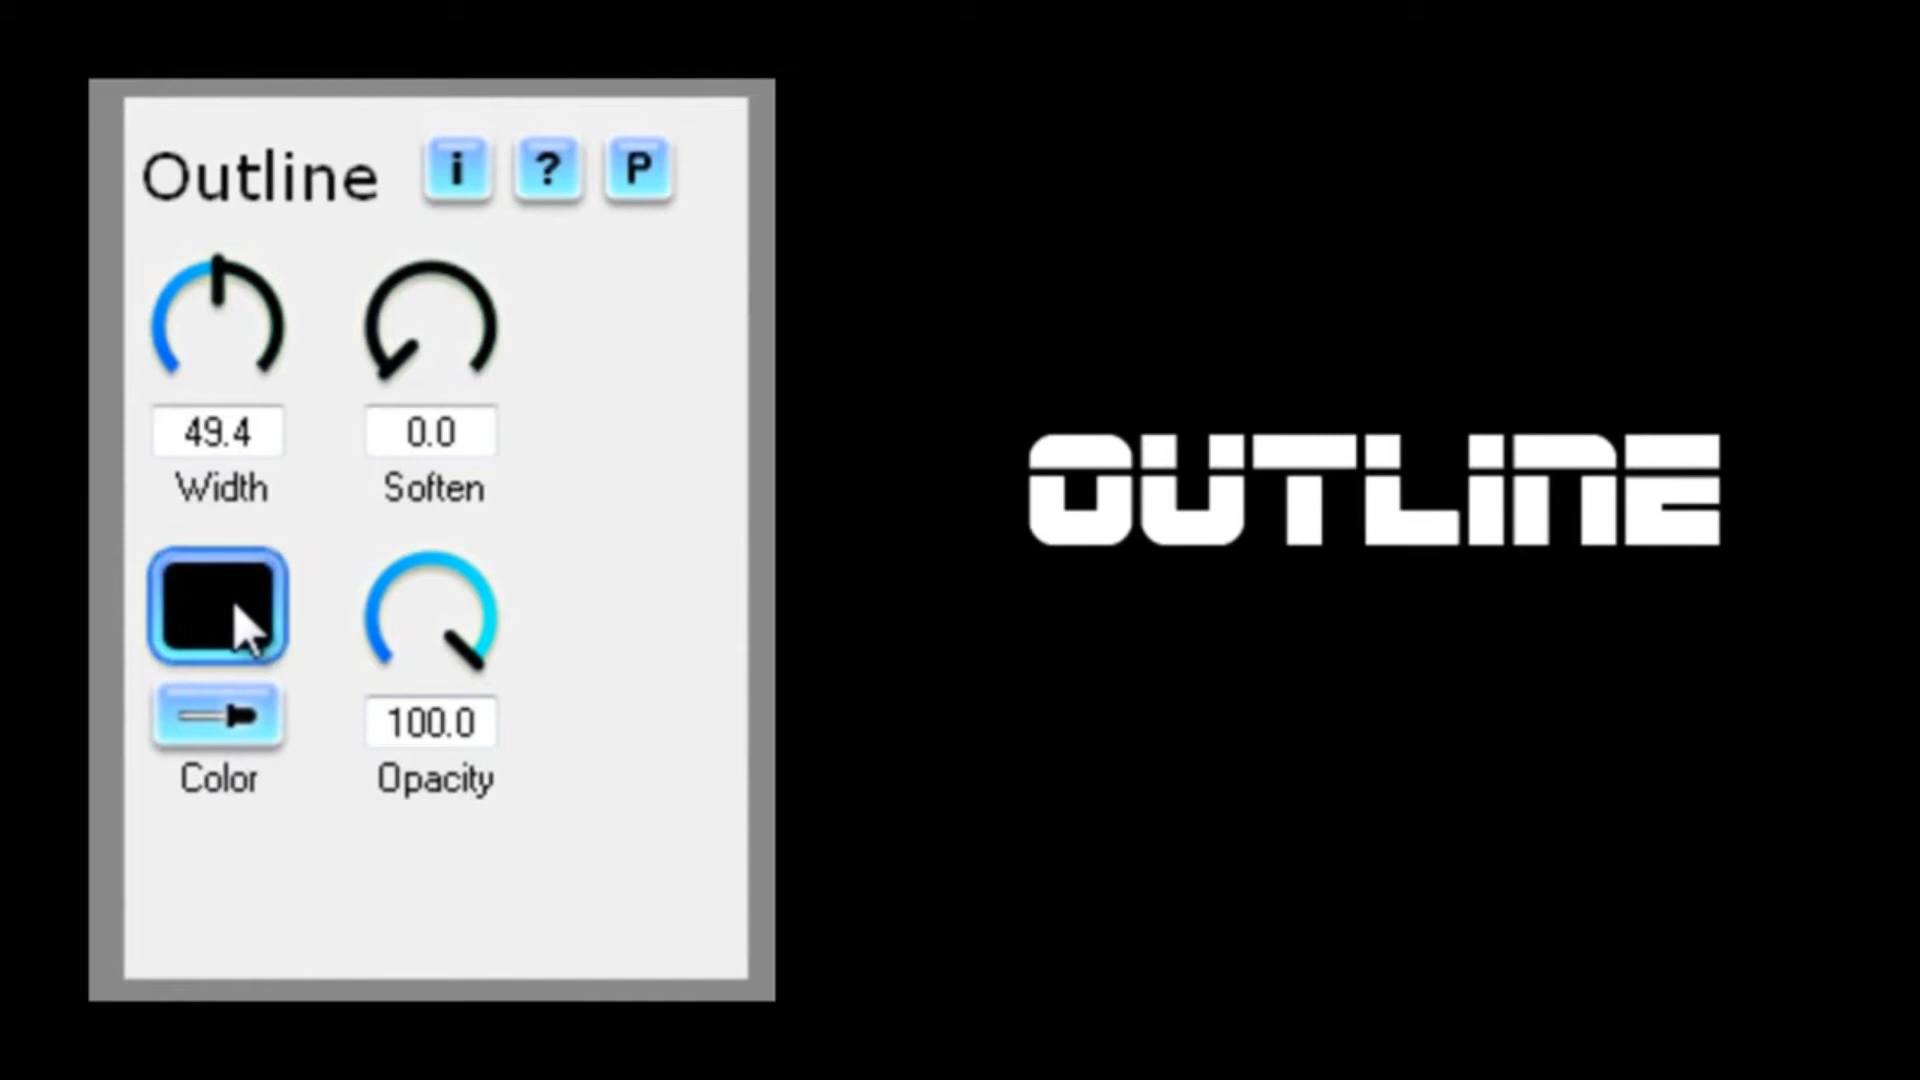 Outline i ? P
49.4 0.0
Width Soften
100.0
Color Opacity
OUTLINE